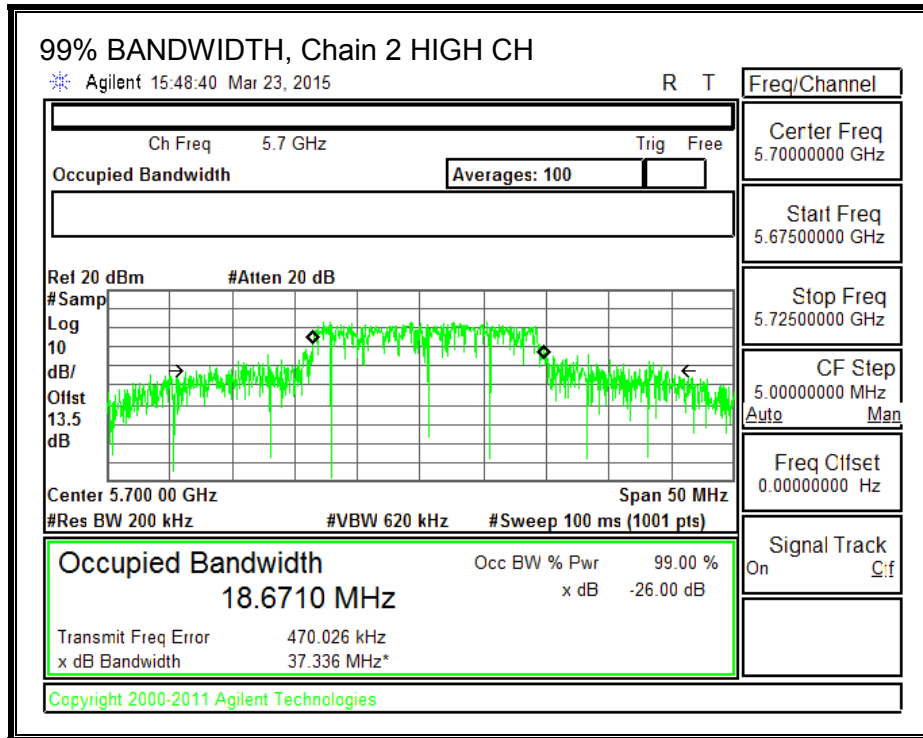 99% BANDWIDTH, Chain 2 HIGH CH
Agilent 15:48:40 Mar 23, 2015 R T
Freq/Channel
Ch Freq 5.7 GHz Trig Free
Occupied Bandwidth Averages: 100
Center Freq
5.70000000 GHz
Start Freq
5.67500000 GHz
Stop Freq
5.72500000 GHz
CF Step
5.00000000 MHz
Auto Man
Freq Offset
0.00000000 Hz
Signal Track
On Off
Ref 20 dBm #Atten 20 dB
#Samp
Log
10
dB/
Offst
13.5
dB
Center 5.700 00 GHz Span 50 MHz
#Res BW 200 kHz #VBW 620 kHz #Sweep 100 ms (1001 pts)
Occupied Bandwidth
18.6710 MHz
Occ BW % Pwr 99.00 %
x dB -26.00 dB
Transmit Freq Error 470.026 kHz
x dB Bandwidth 37.336 MHz*
Copyright 2000-2011 Agilent Technologies